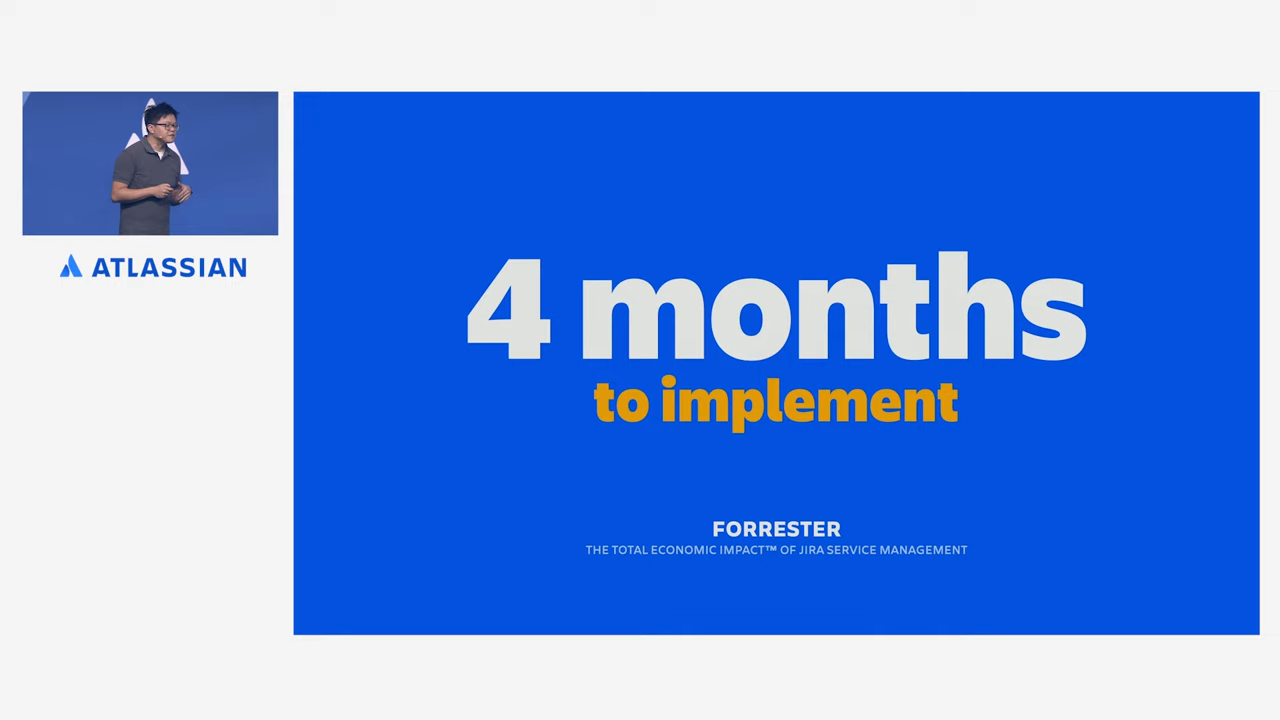 ATLASSIAN
4 months
to implement
FORRESTER
THE TOTAL ECONOMIC IMPACT™ OF JIRA SERVICE MANAGEMENT